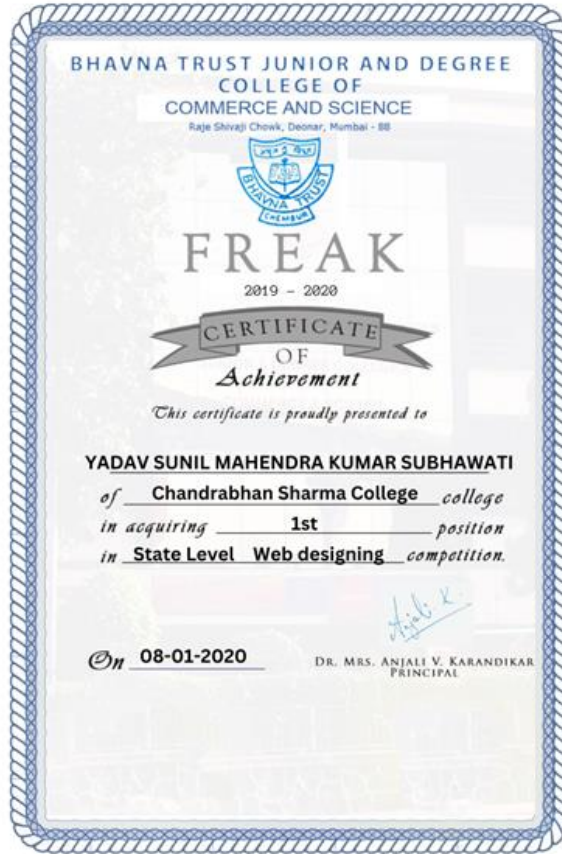 BHAVNA TRUST JUNIOR AND DEGREE
COLLEGE OF
COMMERCE AND SCIENCE
Raje Shivaji Chowk, Deonar, Mumbai - 88
BHAVNA TRUST
CHEMBUR
FREAK
2019 - 2020
CERTIFICATE
OF
Achievement
This certificate is proudly presented to
YADAV SUNIL MAHENDRA KUMAR SUBHAWATI
of Chandrabhan Sharma College college
in acquiring 1st position
in State Level Web designing competition.
Anjali. K.
On 08-01-2020
DR. MRS. ANJALI V. KARANDIKAR
PRINCIPAL